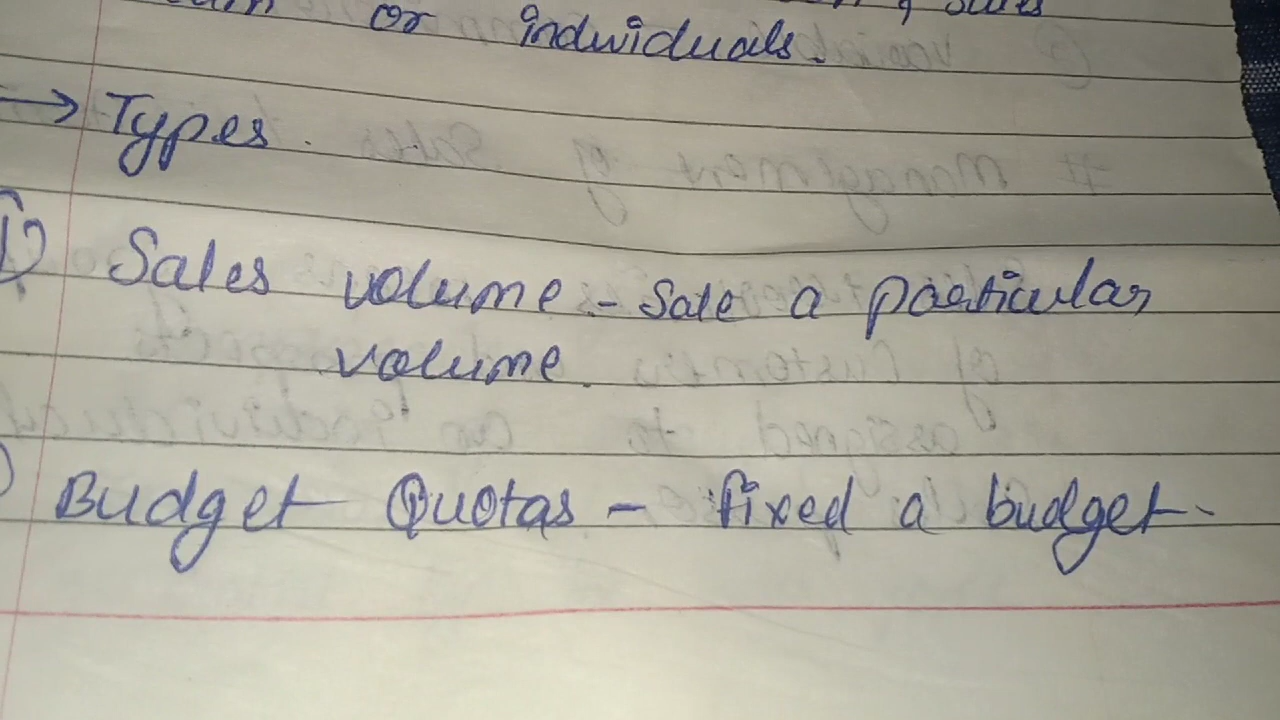 or individuals.
→ Types.
1) Sales volume - Sale a particular
volume.
) Budget Quotas - fixed a budget.